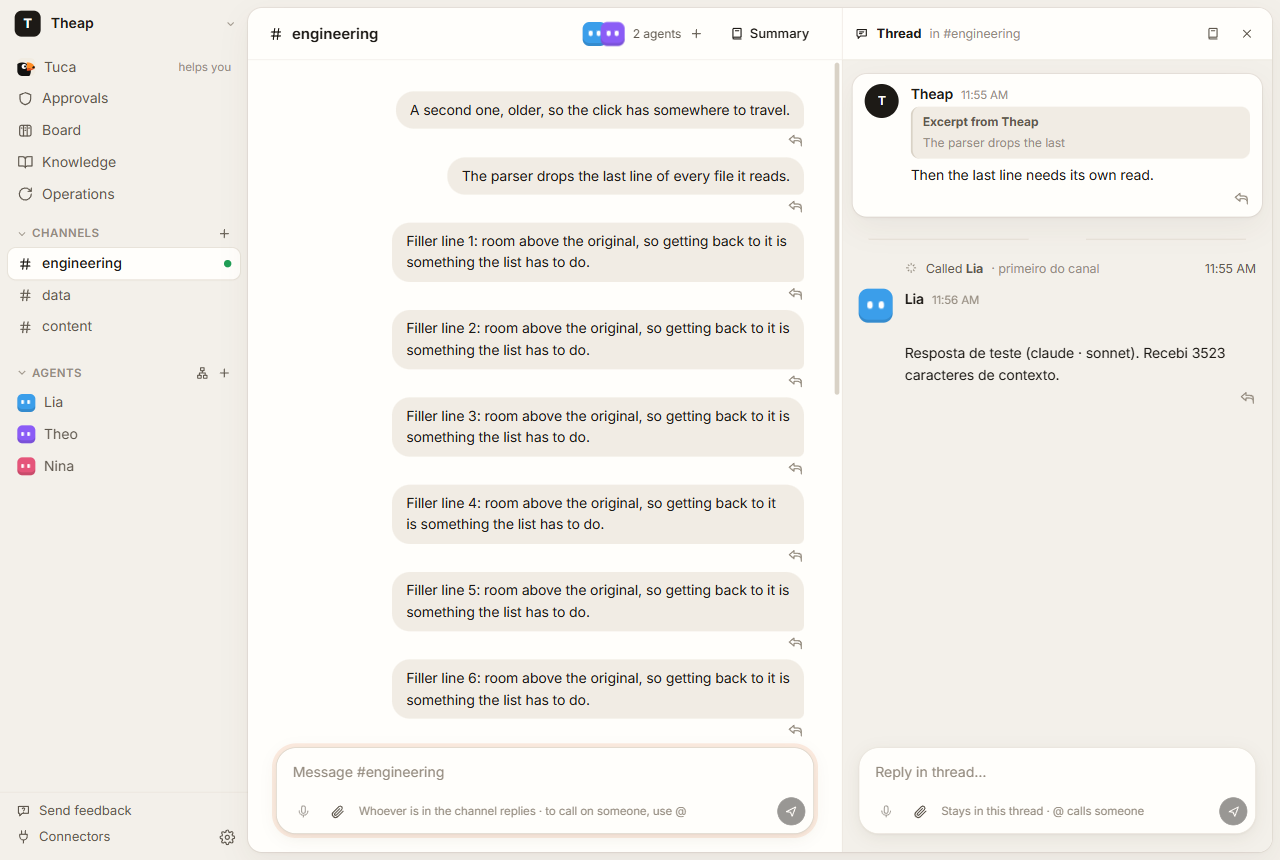 T Theap
Tuca helps you
Approvals
Board
Knowledge
Operations
CHANNELS
# engineering
# data
# content
AGENTS
Lia
Theo
Nina
Send feedback
Connectors
# engineering
2 agents
Summary
A second one, older, so the click has somewhere to travel.
The parser drops the last line of every file it reads.
Filler line 1: room above the original, so getting back to it is
something the list has to do.
Filler line 2: room above the original, so getting back to it is
something the list has to do.
Filler line 3: room above the original, so getting back to it is
something the list has to do.
Filler line 4: room above the original, so getting back to it
is something the list has to do.
Filler line 5: room above the original, so getting back to it is
something the list has to do.
Filler line 6: room above the original, so getting back to it is
something the list has to do.
Message #engineering
Whoever is in the channel replies · to call on someone, use @
Thread in #engineering
T Theap 11:55 AM
Excerpt from Theap
The parser drops the last
Then the last line needs its own read.
Called Lia · primeiro do canal 11:55 AM
Lia 11:56 AM
Resposta de teste (claude · sonnet). Recebi 3523
caracteres de contexto.
Reply in thread...
Stays in this thread · @ calls someone